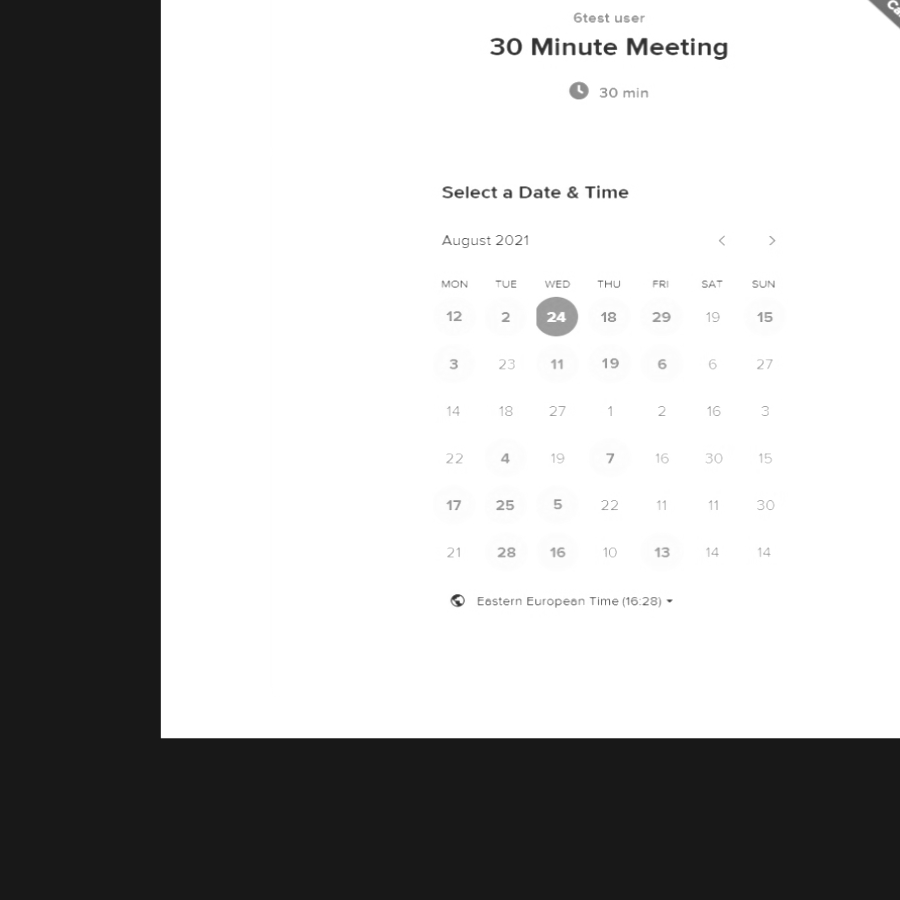 6test user
30 Minute Meeting
30 min
Select a Date & Time
August 2021
MON TUE WED THU FRI SAT SUN
12 2 24 18 29 19 15
3 23 11 19 6 6 27
14 18 27 1 2 16 3
22 4 19 7 16 30 15
17 25 5 22 11 11 30
21 28 16 10 13 14 14
Eastern European Time (16:28)